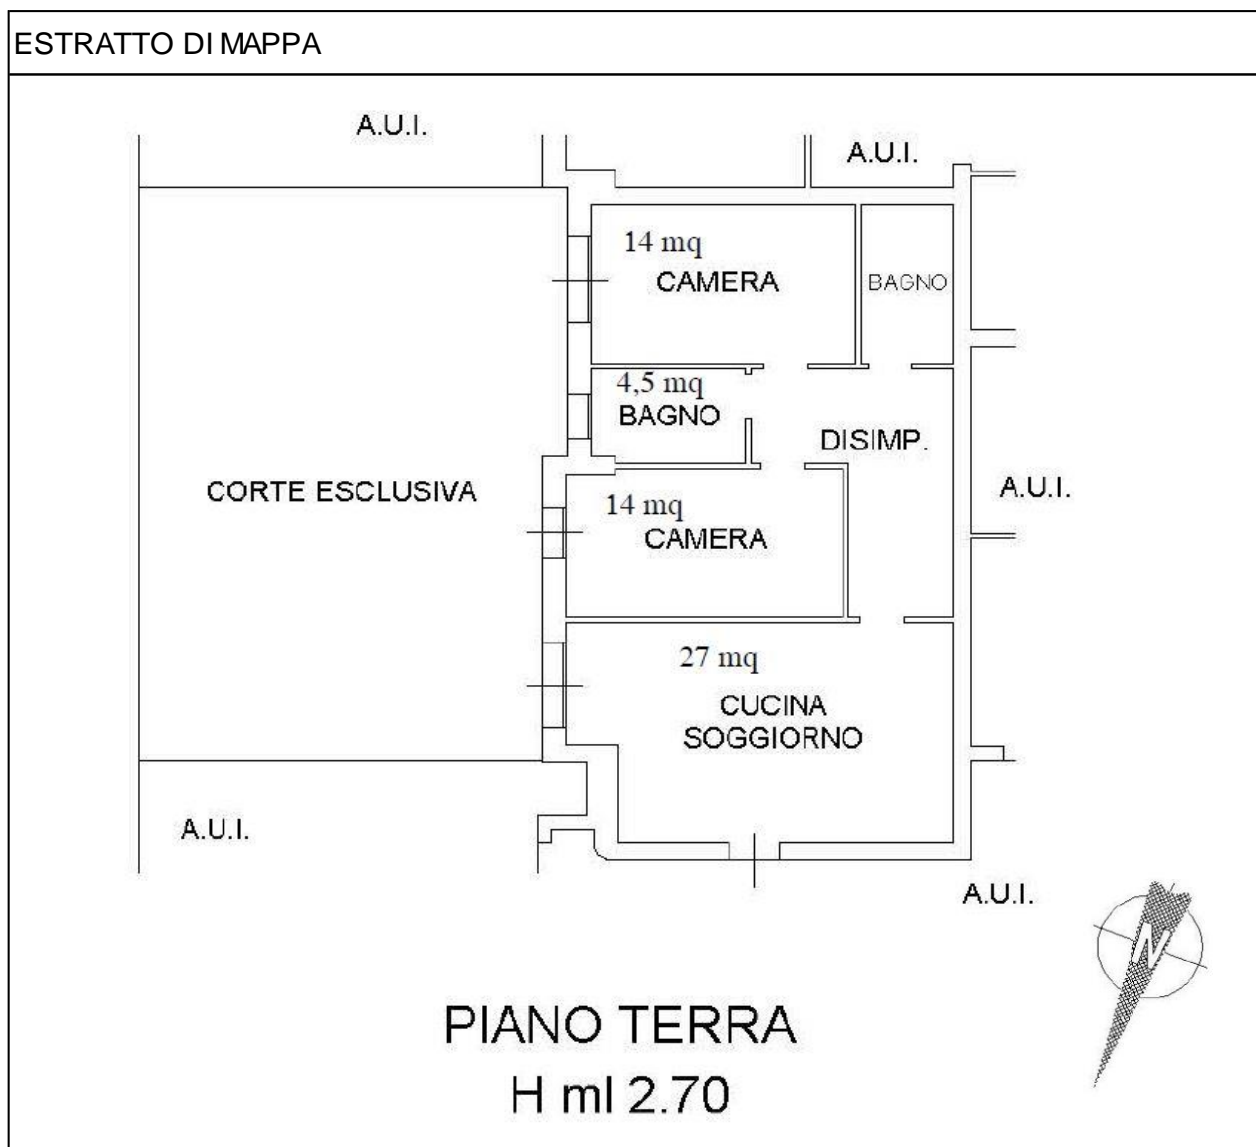 ESTRATTO DI MAPPA
A.U.I.
A.U.I.
14 mq
CAMERA
BAGNO
4,5 mq
BAGNO
DISIMP.
CORTE ESCLUSIVA
A.U.I.
14 mq
CAMERA
27 mq
CUCINA
SOGGIORNO
A.U.I.
A.U.I.
N
PIANO TERRA
H ml 2.70